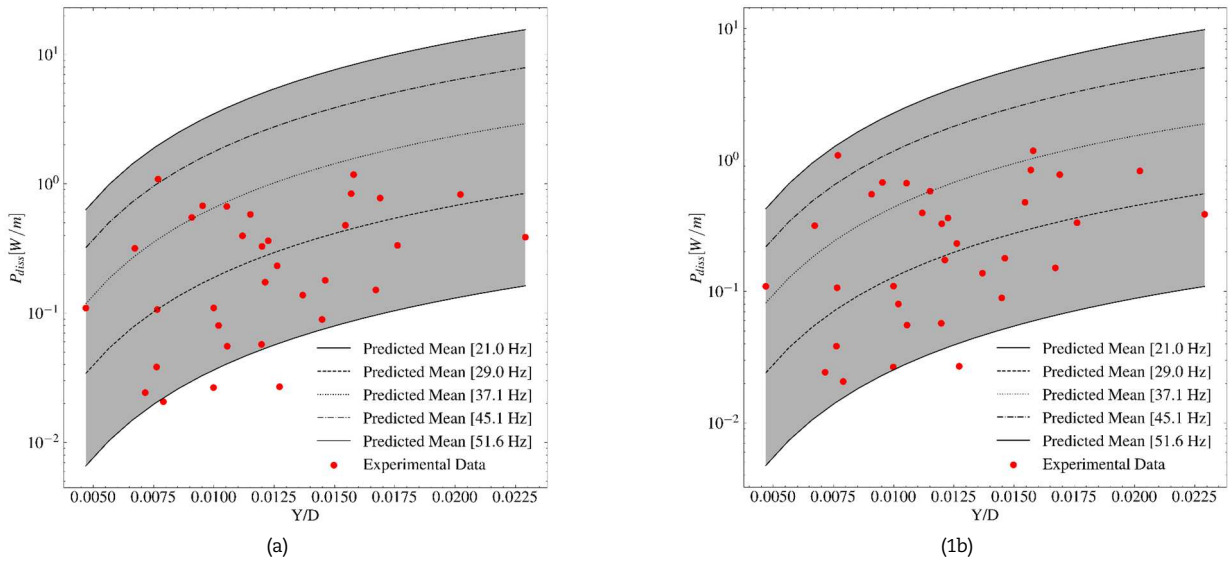 10¹
10⁰
10⁻¹
10⁻²
P_diss[W/m]
Predicted Mean [21.0 Hz]
Predicted Mean [29.0 Hz]
Predicted Mean [37.1 Hz]
Predicted Mean [45.1 Hz]
Predicted Mean [51.6 Hz]
Experimental Data
0.0050 0.0075 0.0100 0.0125 0.0150 0.0175 0.0200 0.0225
Y/D
(a)
10¹
10⁰
10⁻¹
10⁻²
P_diss[W/m]
Predicted Mean [21.0 Hz]
Predicted Mean [29.0 Hz]
Predicted Mean [37.1 Hz]
Predicted Mean [45.1 Hz]
Predicted Mean [51.6 Hz]
Experimental Data
0.0050 0.0075 0.0100 0.0125 0.0150 0.0175 0.0200 0.0225
Y/D
(1b)